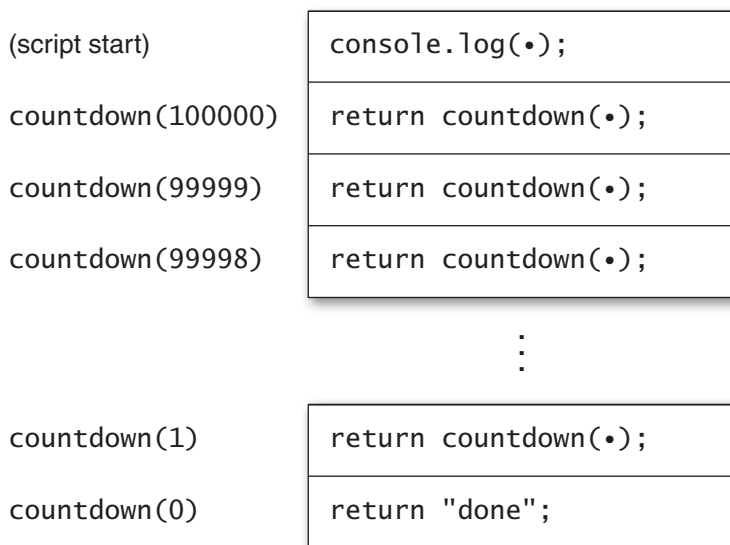 (script start) console.log(•);
countdown(100000) return countdown(•);
countdown(99999) return countdown(•);
countdown(99998) return countdown(•);
⋮
countdown(1) return countdown(•);
countdown(0) return "done";